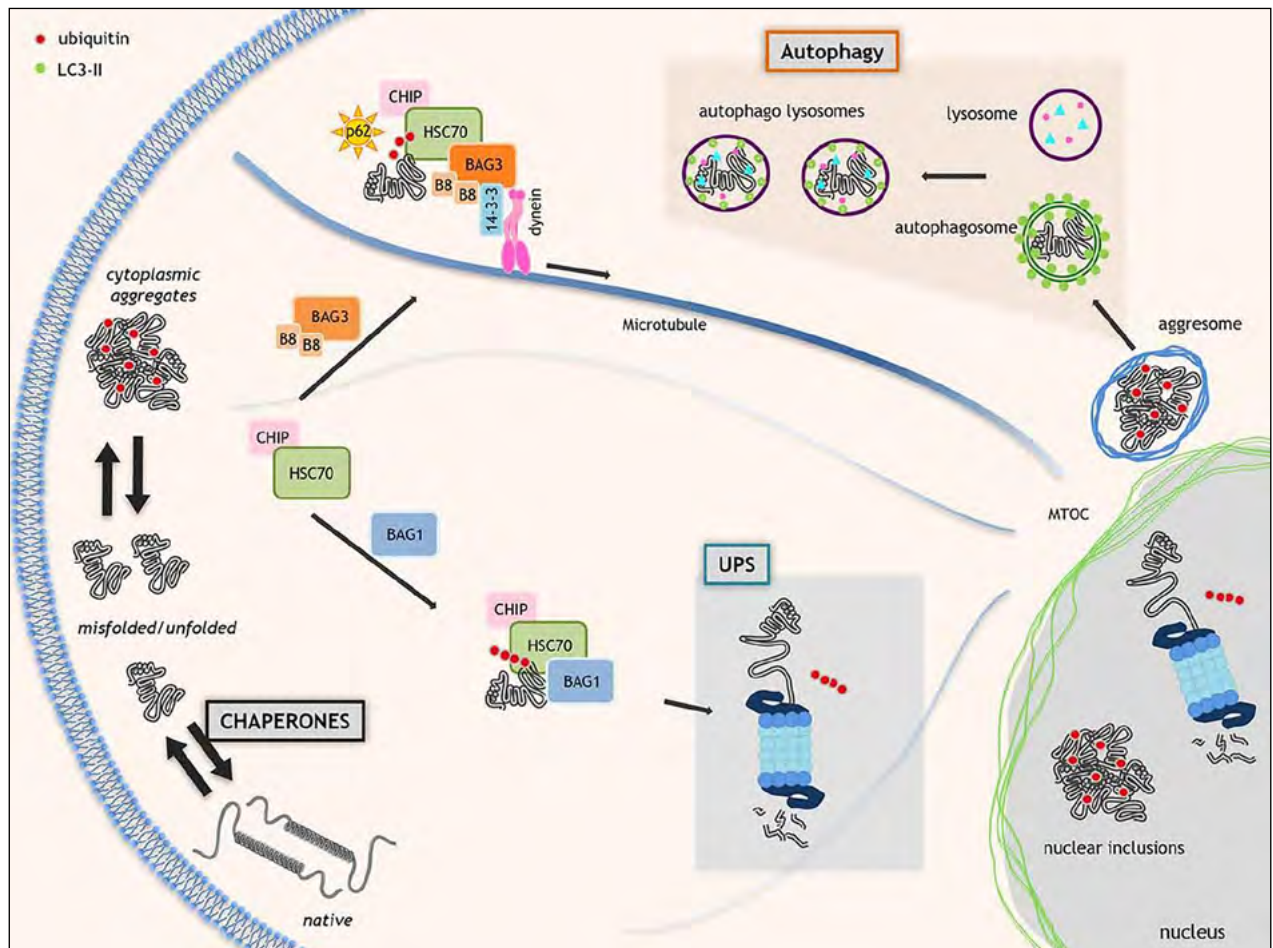 ubiquitin
LC3-II
Autophagy
CHIP
p62
HSC70
BAG3
B8
B8
14-3-3
dynein
autophago lysosomes
lysosome
autophagosome
cytoplasmic
aggregates
BAG3
B8
B8
Microtubule
aggresome
CHIP
HSC70
BAG1
MTOC
UPS
misfolded/unfolded
CHIP
HSC70
BAG1
CHAPERONES
native
nuclear inclusions
nucleus